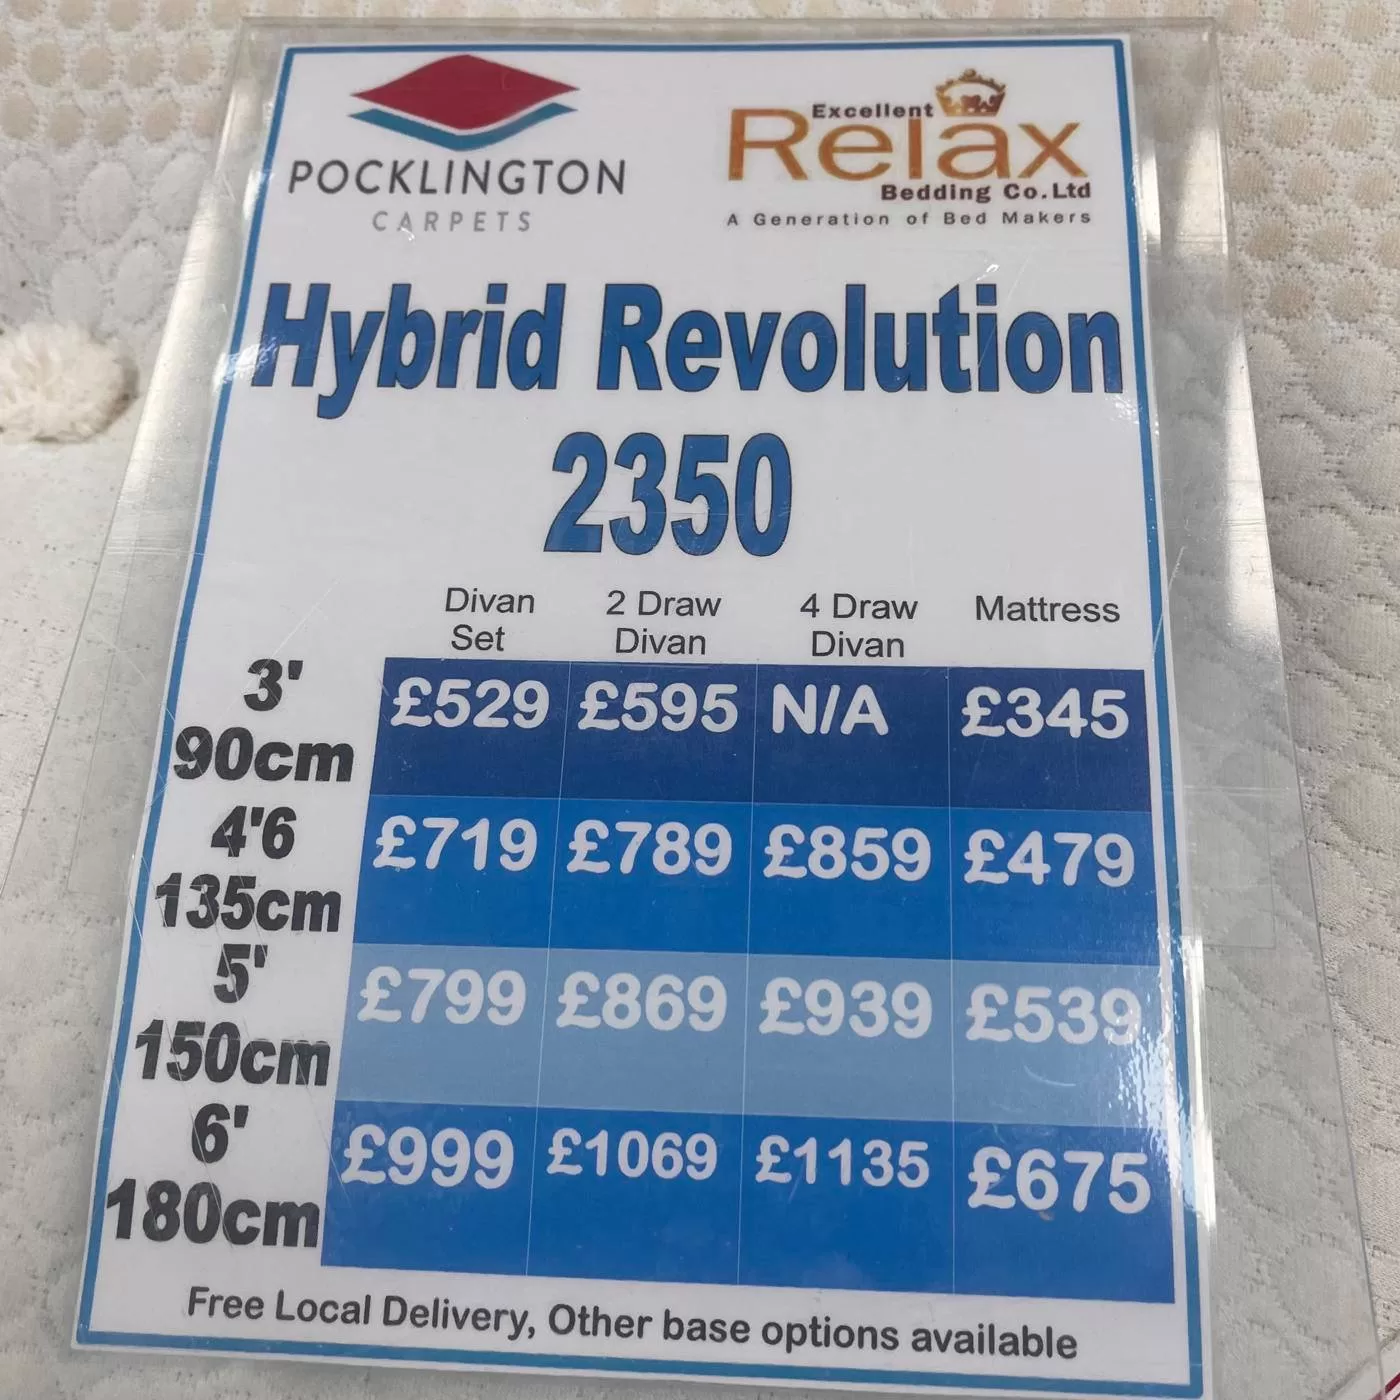 POCKLINGTON
CARPETS
Excellent
Relax
Bedding Co.Ltd
A Generation of Bed Makers
Hybrid Revolution
2350
Divan Set 2 Draw Divan 4 Draw Divan Mattress
3' 90cm £529 £595 N/A £345
4'6 135cm £719 £789 £859 £479
5' 150cm £799 £869 £939 £539
6' 180cm £999 £1069 £1135 £675
Free Local Delivery, Other base options available